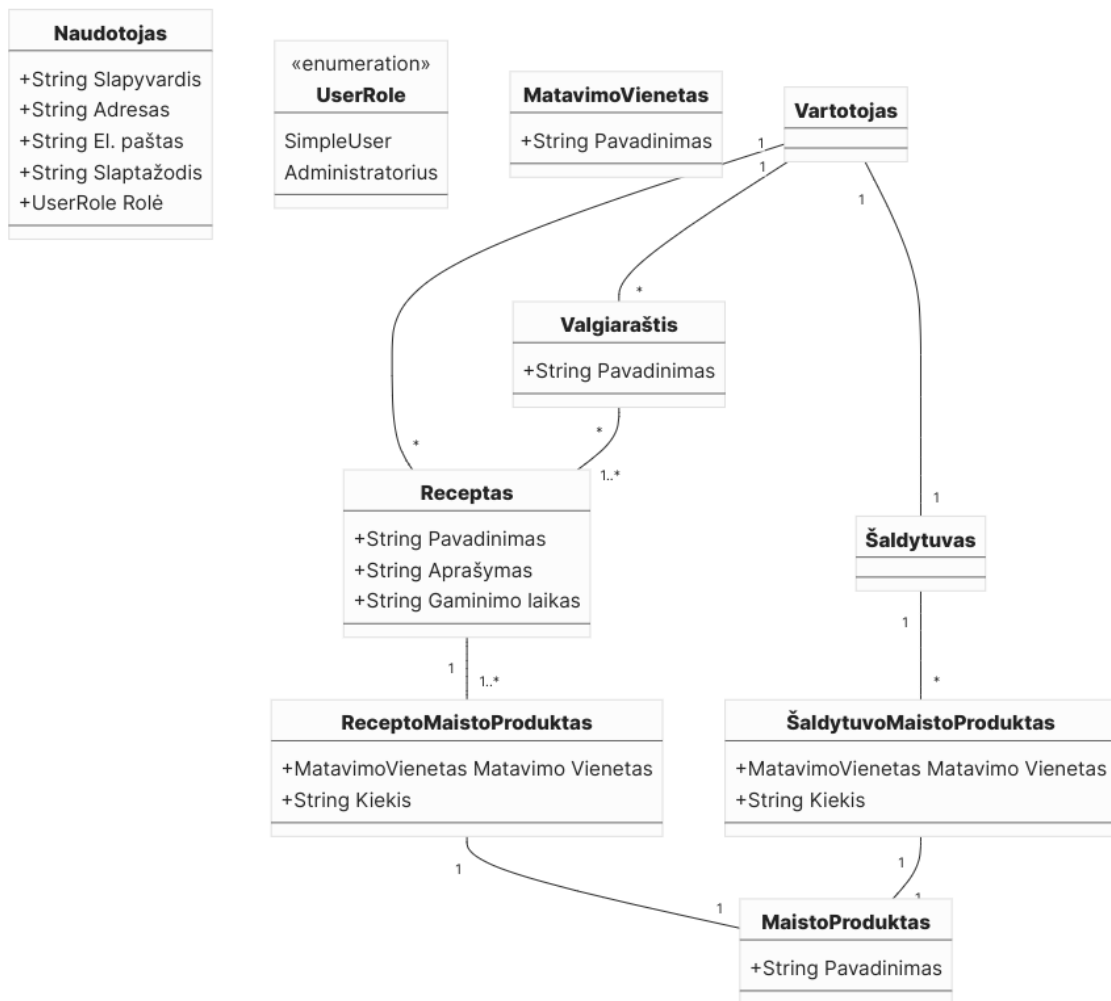 Naudotojas
+String Slapyvardis
+String Adresas
+String El. paštas
+String Slaptažodis
+UserRole Rolė
«enumeration»
UserRole
SimpleUser
Administratorius
MatavimoVienetas
+String Pavadinimas
Vartotojas
1
1
1
*
Valgiaraštis
+String Pavadinimas
*
*
1..*
Receptas
+String Pavadinimas
+String Aprašymas
+String Gaminimo laikas
1
Šaldytuvas
1
1
1..*
*
ReceptoMaistoProduktas
+MatavimoVienetas Matavimo Vienetas
+String Kiekis
ŠaldytuvoMaistoProduktas
+MatavimoVienetas Matavimo Vienetas
+String Kiekis
1
1
1
1
MaistoProduktas
+String Pavadinimas